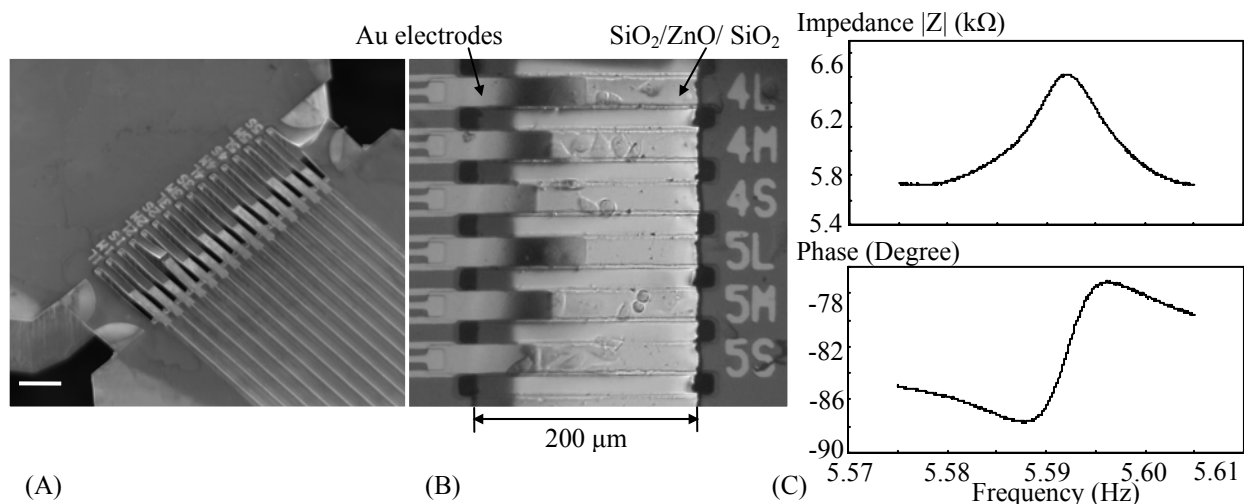 Au electrodes
SiO2/ZnO/ SiO2
4L
4M
4S
5L
5M
5S
200 μm
(A)
(B)
(C)
Impedance |Z| (kΩ)
6.6
6.2
5.8
5.4
Phase (Degree)
-78
-82
-86
-90
5.57 5.58 5.59 5.60 5.61
Frequency (Hz)